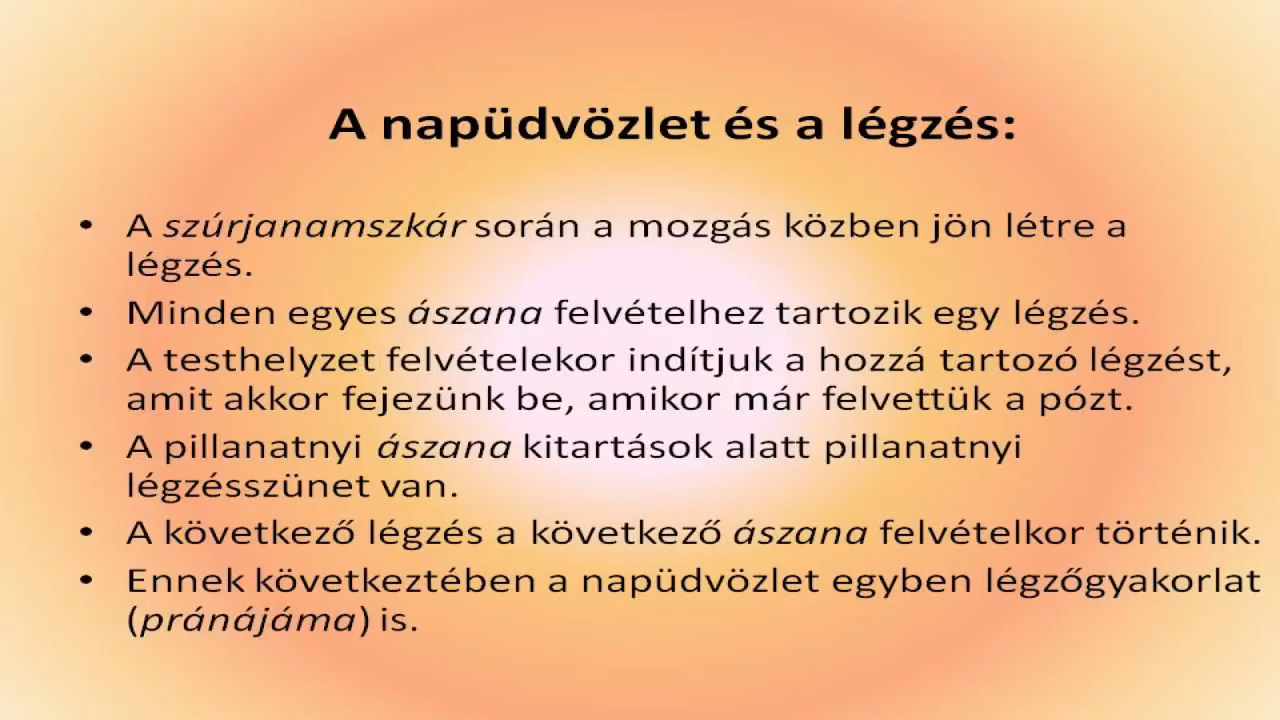 A napüdvözlet és a légzés:
• A szúrjanamszkár során a mozgás közben jön létre a
légzés.
• Minden egyes ászana felvételhez tartozik egy légzés.
• A testhelyzet felvételekor indítjuk a hozzá tartozó légzést,
amit akkor fejezünk be, amikor már felvettük a pózt.
• A pillanatnyi ászana kitartások alatt pillanatnyi
légzésszünet van.
• A következő légzés a következő ászana felvételkor történik.
• Ennek következtében a napüdvözlet egyben légzőgyakorlat
(pránájáma) is.